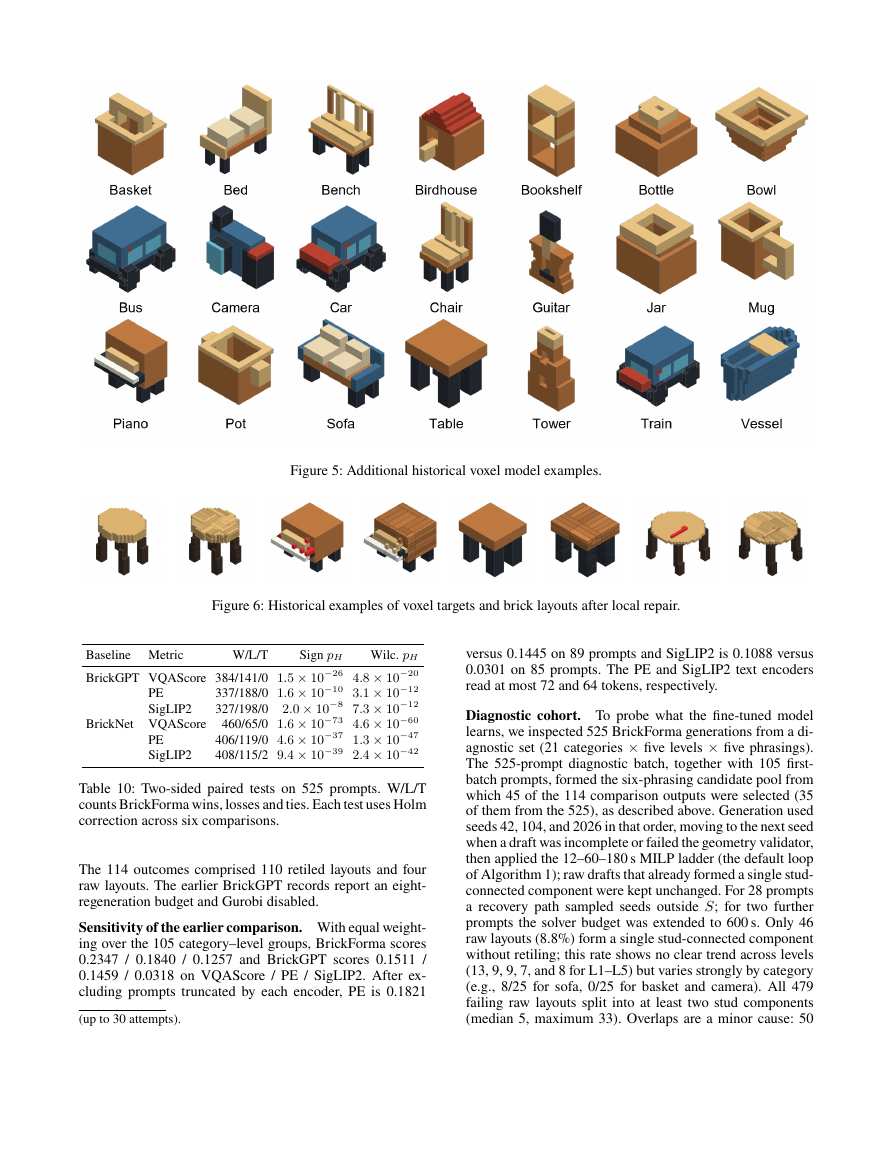 Basket Bed Bench Birdhouse Bookshelf Bottle Bowl
Bus Camera Car Chair Guitar Jar Mug
Piano Pot Sofa Table Tower Train Vessel
Figure 5: Additional historical voxel model examples.
Figure 6: Historical examples of voxel targets and brick layouts after local repair.
Baseline Metric W/L/T Sign p_H Wilc. p_H
BrickGPT VQAScore 384/141/0 1.5 × 10^−26 4.8 × 10^−20
PE 337/188/0 1.6 × 10^−10 3.1 × 10^−12
SigLIP2 327/198/0 2.0 × 10^−8 7.3 × 10^−12
BrickNet VQAScore 460/65/0 1.6 × 10^−73 4.6 × 10^−60
PE 406/119/0 4.6 × 10^−37 1.3 × 10^−47
SigLIP2 408/115/2 9.4 × 10^−39 2.4 × 10^−42
Table 10: Two-sided paired tests on 525 prompts. W/L/T
counts BrickForma wins, losses and ties. Each test uses Holm
correction across six comparisons.
The 114 outcomes comprised 110 retiled layouts and four
raw layouts. The earlier BrickGPT records report an eight-
regeneration budget and Gurobi disabled.
Sensitivity of the earlier comparison. With equal weight-
ing over the 105 category–level groups, BrickForma scores
0.2347 / 0.1840 / 0.1257 and BrickGPT scores 0.1511 /
0.1459 / 0.0318 on VQAScore / PE / SigLIP2. After ex-
cluding prompts truncated by each encoder, PE is 0.1821
(up to 30 attempts).
versus 0.1445 on 89 prompts and SigLIP2 is 0.1088 versus
0.0301 on 85 prompts. The PE and SigLIP2 text encoders
read at most 72 and 64 tokens, respectively.
Diagnostic cohort. To probe what the fine-tuned model
learns, we inspected 525 BrickForma generations from a di-
agnostic set (21 categories × five levels × five phrasings).
The 525-prompt diagnostic batch, together with 105 first-
batch prompts, formed the six-phrasing candidate pool from
which 45 of the 114 comparison outputs were selected (35
of them from the 525), as described above. Generation used
seeds 42, 104, and 2026 in that order, moving to the next seed
when a draft was incomplete or failed the geometry validator,
then applied the 12–60–180 s MILP ladder (the default loop
of Algorithm 1); raw drafts that already formed a single stud-
connected component were kept unchanged. For 28 prompts
a recovery path sampled seeds outside S; for two further
prompts the solver budget was extended to 600 s. Only 46
raw layouts (8.8%) form a single stud-connected component
without retiling; this rate shows no clear trend across levels
(13, 9, 9, 7, and 8 for L1–L5) but varies strongly by category
(e.g., 8/25 for sofa, 0/25 for basket and camera). All 479
failing raw layouts split into at least two stud components
(median 5, maximum 33). Overlaps are a minor cause: 50